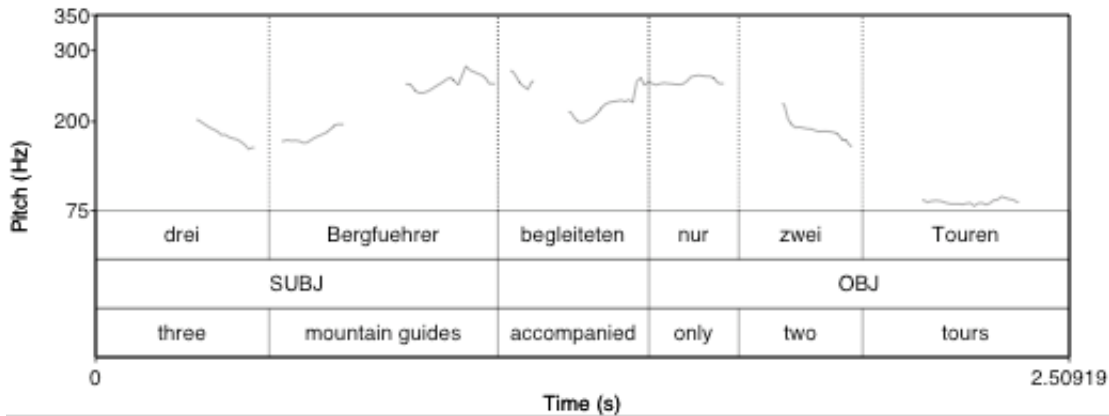 350
300
200
75
Pitch (Hz)
drei Bergfuehrer begleiteten nur zwei Touren
SUBJ OBJ
three mountain guides accompanied only two tours
0 2.50919
Time (s)